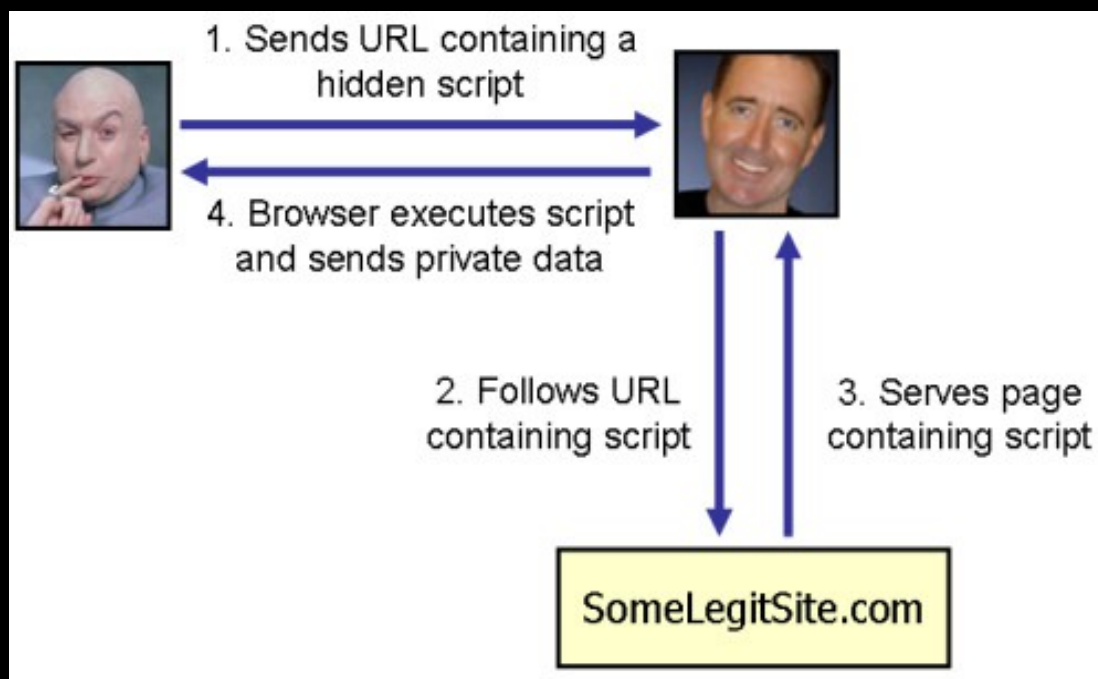 1. Sends URL containing a
hidden script
4. Browser executes script
and sends private data
2. Follows URL
containing script
3. Serves page
containing script
SomeLegitSite.com